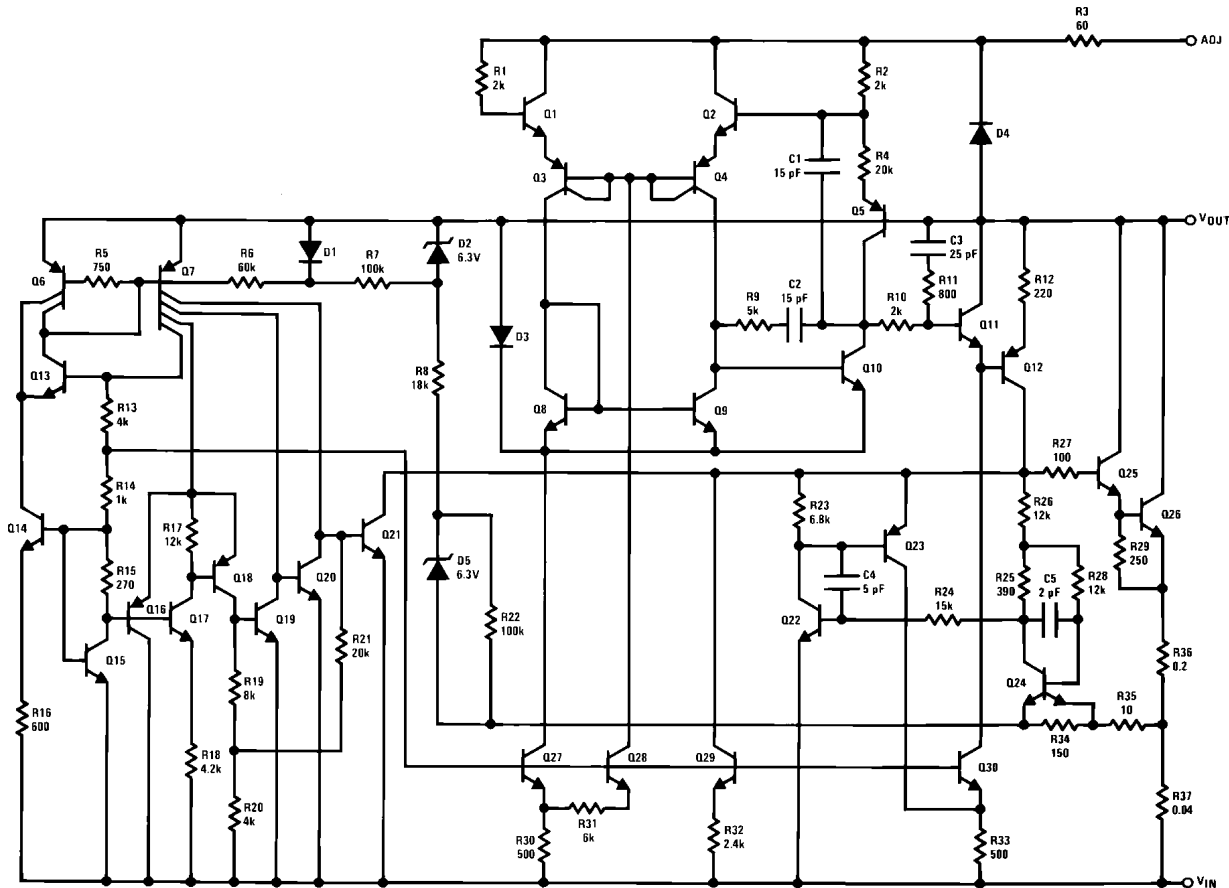 R3
60
ADJ
R1
2k
Q1
Q2
R2
2k
D4
C1
15 pF
R4
20k
Q3
Q4
Q5
VOUT
R5
750
Q6
Q7
R6
60k
D1
R7
100k
D2
6.3V
C3
25 pF
R11
800
R12
220
R9
5k
C2
15 pF
R10
2k
Q11
D3
Q12
Q13
R8
18k
Q10
R13
4k
Q8
Q9
R27
100
Q25
R14
1k
R23
6.8k
R26
12k
Q26
Q14
R17
12k
Q21
Q23
R29
250
R15
270
Q18
Q20
D5
6.3V
C4
5 pF
R25
390
C5
2 pF
R28
12k
Q16
Q17
Q19
R22
100k
Q22
R24
15k
R21
20k
Q15
R36
0.2
R19
8k
Q24
R16
600
R35
10
R34
150
R18
4.2k
Q27
Q28
Q29
Q30
R20
4k
R37
0.04
R30
500
R31
6k
R32
2.4k
R33
500
VIN